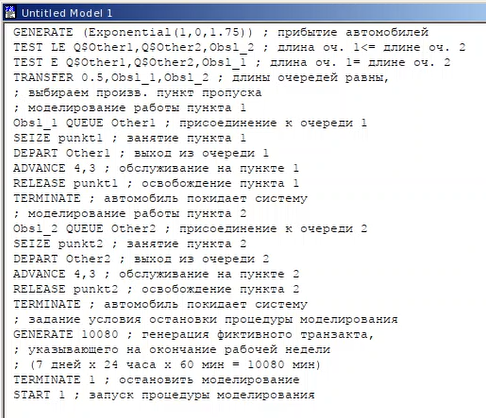 Untitled Model 1
GENERATE (Exponential(1,0,1.75)) ; прибытие автомобилей
TEST LE Q$Other1,Q$Other2,Obsl_2 ; длина оч. 1<= длине оч. 2
TEST E Q$Other1,Q$Other2,Obsl_1 ; длина оч. 1= длине оч. 2
TRANSFER 0.5,Obsl_1,Obsl_2 ; длины очередей равны,
; выбираем произв. пункт пропуска
; моделирование работы пункта 1
Obsl_1 QUEUE Other1 ; присоединение к очереди 1
SEIZE punkt1 ; занятие пункта 1
DEPART Other1 ; выход из очереди 1
ADVANCE 4,3 ; обслуживание на пункте 1
RELEASE punkt1 ; освобождение пункта 1
TERMINATE ; автомобиль покидает систему
; моделирование работы пункта 2
Obsl_2 QUEUE Other2 ; присоединение к очереди 2
SEIZE punkt2 ; занятие пункта 2
DEPART Other2 ; выход из очереди 2
ADVANCE 4,3 ; обслуживание на пункте 2
RELEASE punkt2 ; освобождение пункта 2
TERMINATE ; автомобиль покидает систему
; задание условия остановки процедуры моделирования
GENERATE 10080 ; генерация фиктивного транзакта,
; указывающего на окончание рабочей недели
; (7 дней x 24 часа x 60 мин = 10080 мин)
TERMINATE 1 ; остановить моделирование
START 1 ; запуск процедуры моделирования